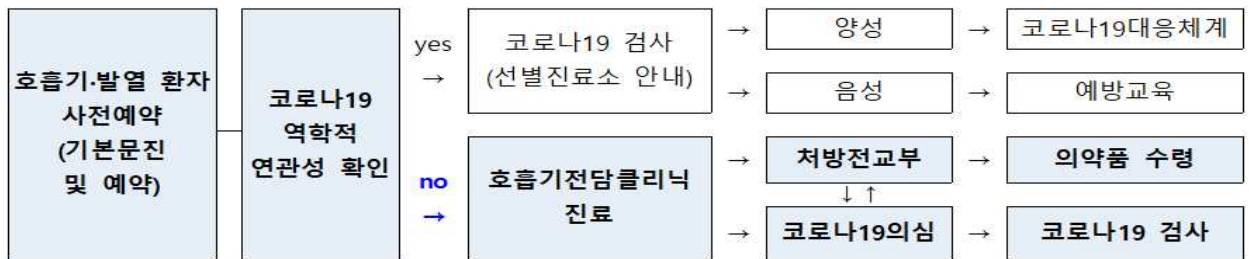 호흡기·발열 환자
사전예약
(기본문진
및 예약)
코로나19
역학적
연관성 확인
yes
→
코로나19 검사
(선별진료소 안내)
→
양성
→
코로나19대응체계
→
음성
→
예방교육
no
→
호흡기전담클리닉
진료
→
처방전교부
→
의약품 수령
↓ ↑
→
코로나19의심
→
코로나19 검사